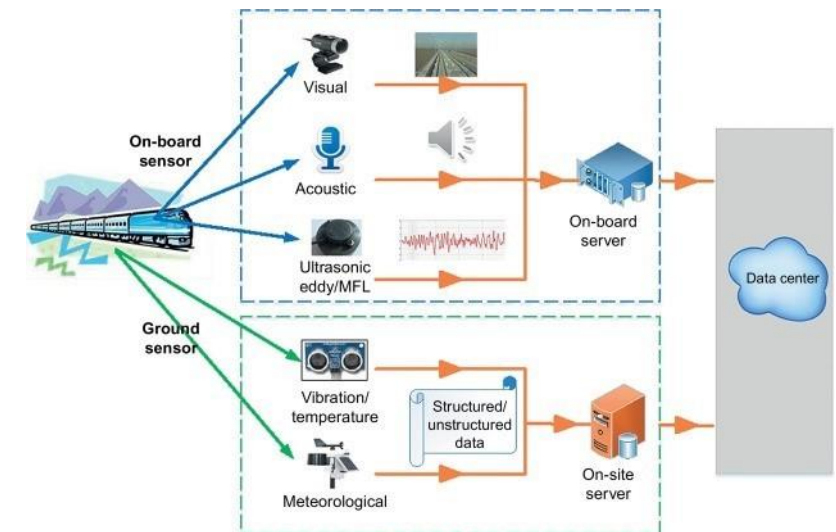 Visual
On-board
sensor
Acoustic
On-board
server
Ultrasonic
eddy/MFL
Data center
Ground
sensor
Vibration/
temperature
Structured/
unstructured
data
On-site
server
Meteorological